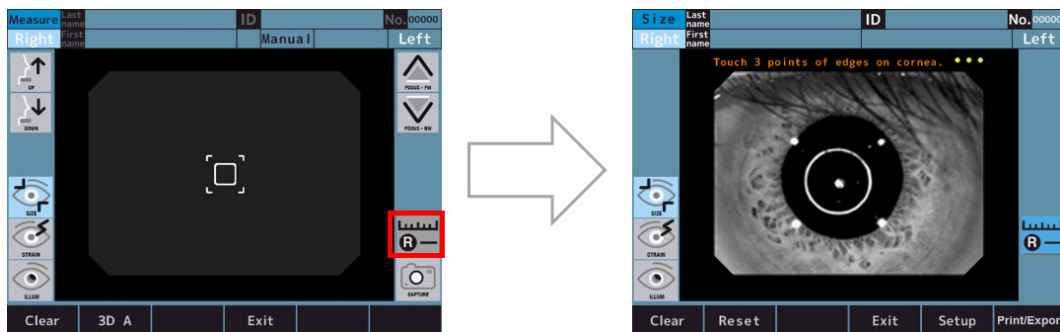 Measure Last name ID No. 00000
Right First name Manual Left
UP
DOWN
SIZE
STRAIN
ILLUM
FOCUS・FW
FOCUS・BW
R
CAPTURE
Clear 3D A Exit
Size Last name ID No. 00000
Right First name Left
Touch 3 points of edges on cornea.
SIZE
STRAIN
ILLUM
R
Clear Reset Exit Setup Print/Expor